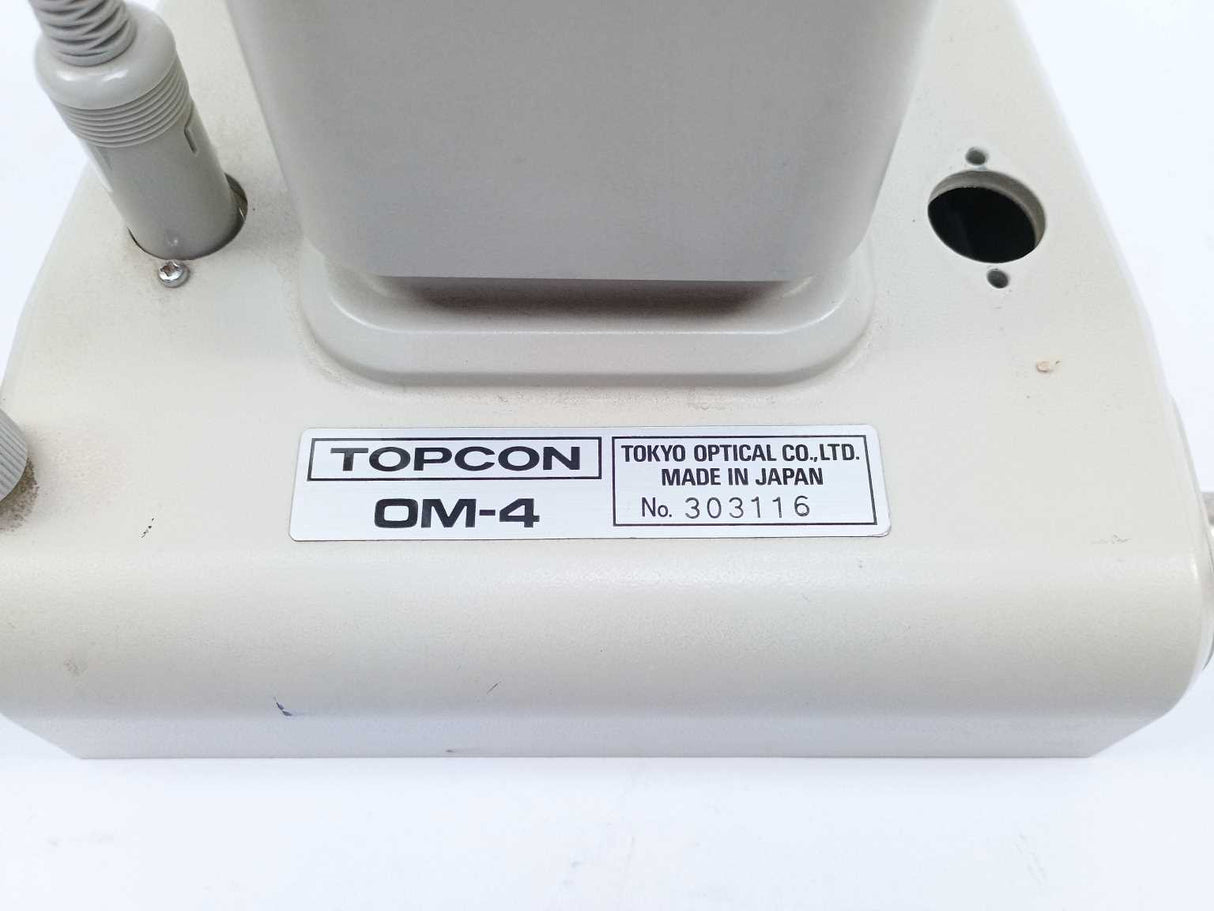 TOPCON
OM-4
TOKYO OPTICAL CO.,LTD.
MADE IN JAPAN
No. 303116